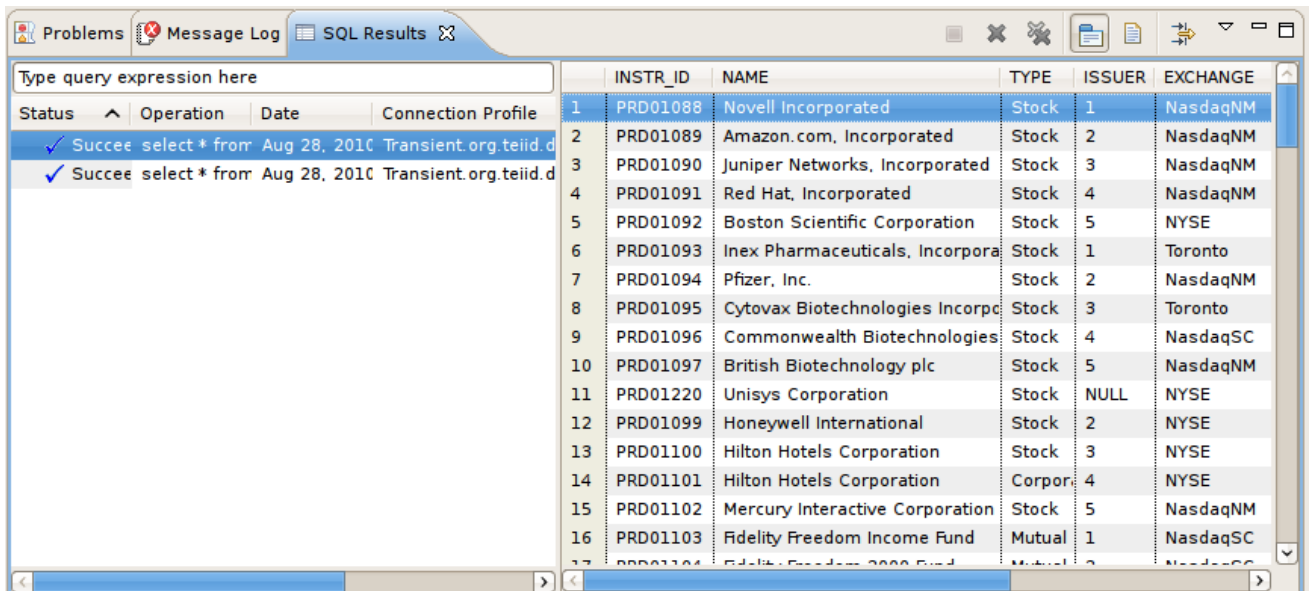 Problems Message Log SQL Results
Type query expression here
Status Operation Date Connection Profile
Succee select * from Aug 28, 201 Transient.org.teiid.d
Succee select * from Aug 28, 201 Transient.org.teiid.d
INSTR_ID NAME TYPE ISSUER EXCHANGE
1 PRD01088 Novell Incorporated Stock 1 NasdaqNM
2 PRD01089 Amazon.com, Incorporated Stock 2 NasdaqNM
3 PRD01090 Juniper Networks, Incorporated Stock 3 NasdaqNM
4 PRD01091 Red Hat, Incorporated Stock 4 NasdaqNM
5 PRD01092 Boston Scientific Corporation Stock 5 NYSE
6 PRD01093 Inex Pharmaceuticals, Incorpora Stock 1 Toronto
7 PRD01094 Pfizer, Inc. Stock 2 NasdaqNM
8 PRD01095 Cytovax Biotechnologies Incorpo Stock 3 Toronto
9 PRD01096 Commonwealth Biotechnologies Stock 4 NasdaqSC
10 PRD01097 British Biotechnology plc Stock 5 NasdaqNM
11 PRD01220 Unisys Corporation Stock NULL NYSE
12 PRD01099 Honeywell International Stock 2 NYSE
13 PRD01100 Hilton Hotels Corporation Stock 3 NYSE
14 PRD01101 Hilton Hotels Corporation Corpor 4 NYSE
15 PRD01102 Mercury Interactive Corporation Stock 5 NasdaqNM
16 PRD01103 Fidelity Freedom Income Fund Mutual 1 NasdaqSC